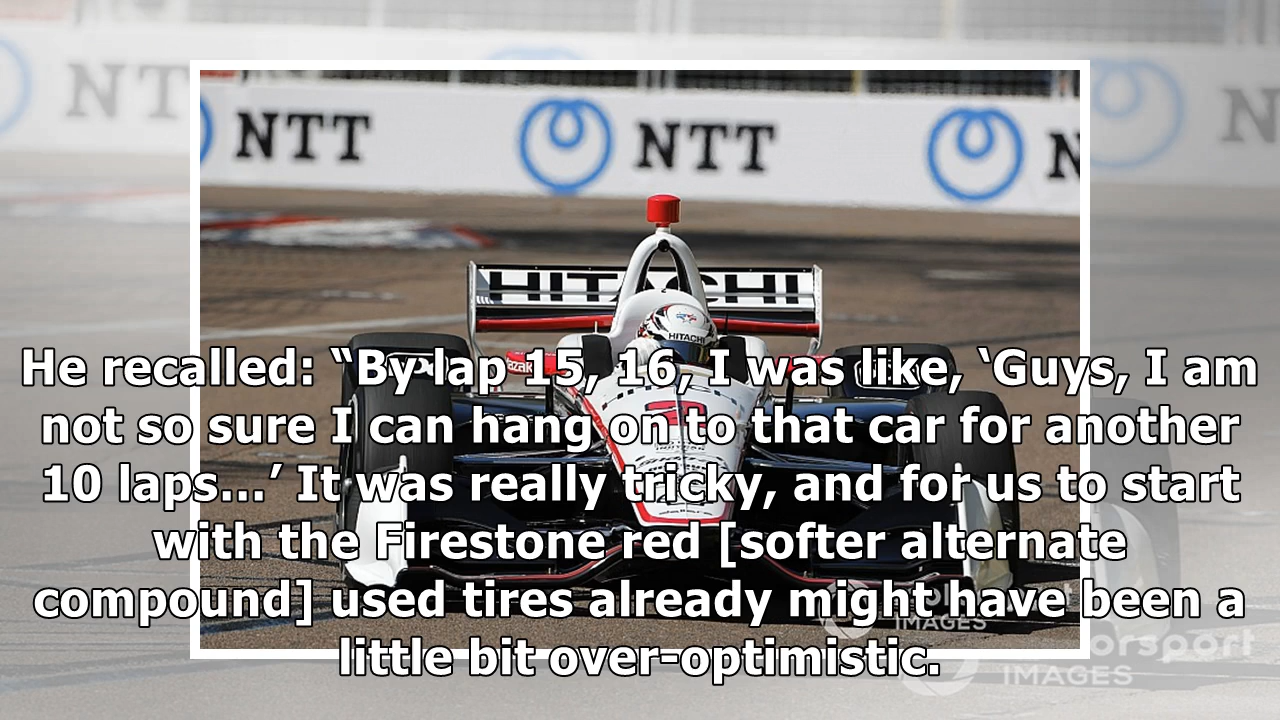 NTT
NTT
NTT
N
N
HITACHI
HITACHI
He recalled: “By lap 15, 16, I was like, ‘Guys, I am
not so sure I can hang on to that car for another
10 laps...’ It was really tricky, and for us to start
with the Firestone red [softer alternate
compound] used tires already might have been a
little bit over-optimistic.
IMAGES
IMAGES